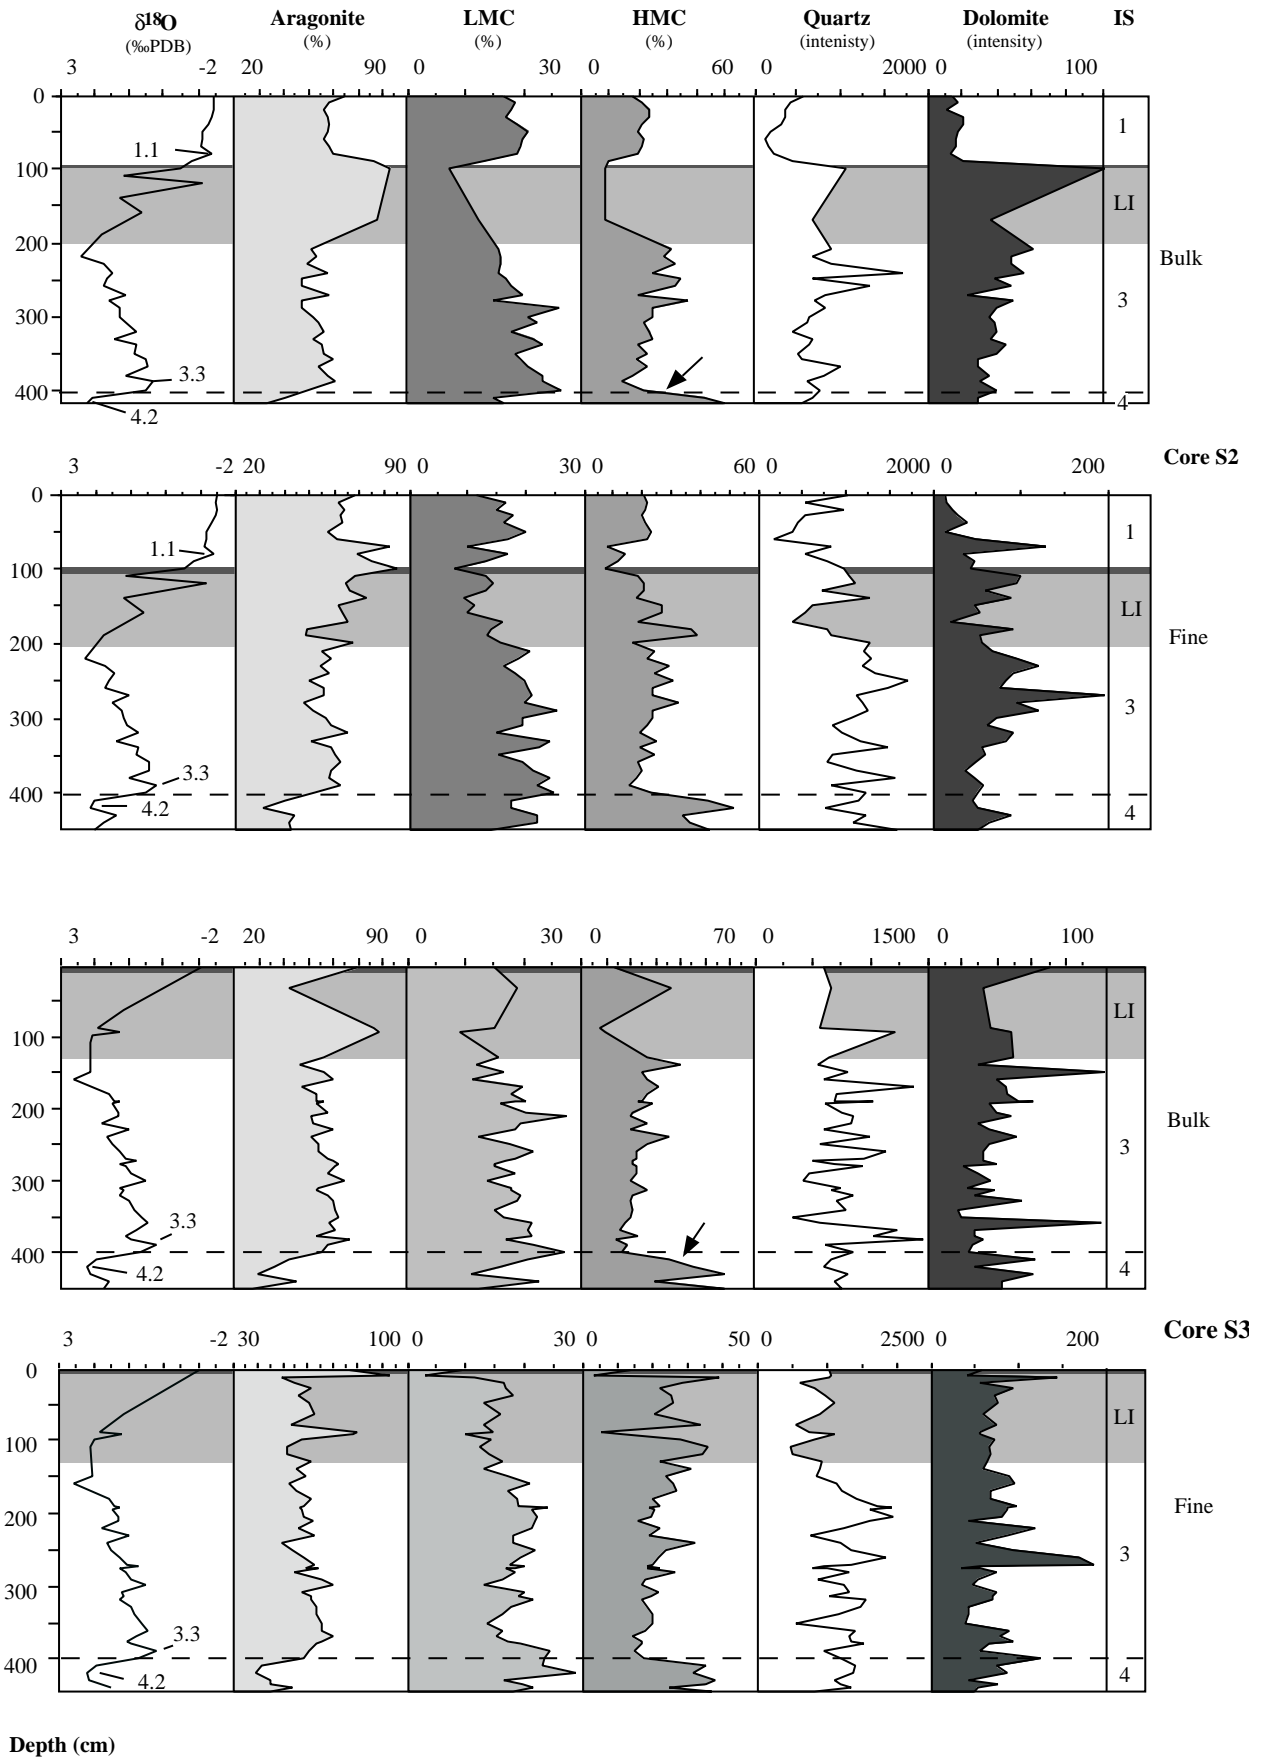 δ18O Aragonite LMC HMC Quartz Dolomite IS
(‰PDB) (%) (%) (%) (intenisty) (intensity)
3 -2 20 90 0 30 0 60 0 2000 0 100
0
1.1
1
100
LI
200
Bulk
300
3
3.3
400
4
4.2
Core S2
3 -2 20 90 0 30 0 60 0 2000 0 200
0
1.1
1
100
LI
200
Fine
300
3
3.3
400
4.2
4
3 -2 20 90 0 30 0 70 0 1500 0 100
LI
100
200
Bulk
3
300
3.3
400
4.2
4
Core S3
3 -2 30 100 0 30 0 50 0 2500 0 200
0
LI
100
200
Fine
3
300
3.3
400
4.2
4
Depth (cm)